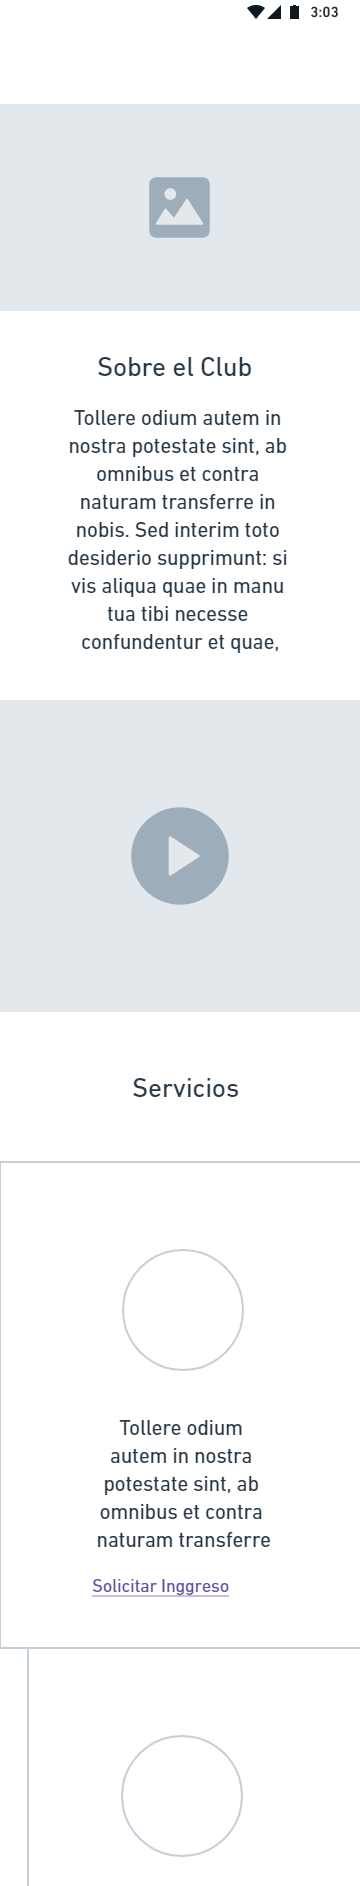 3:03
Sobre el Club
Tollere odium autem in
nostra potestate sint, ab
omnibus et contra
naturam transferre in
nobis. Sed interim toto
desiderio supprimunt: si
vis aliqua quae in manu
tua tibi necesse
confundentur et quae,
Servicios
Tollere odium
autem in nostra
potestate sint, ab
omnibus et contra
naturam transferre
Solicitar Inggreso